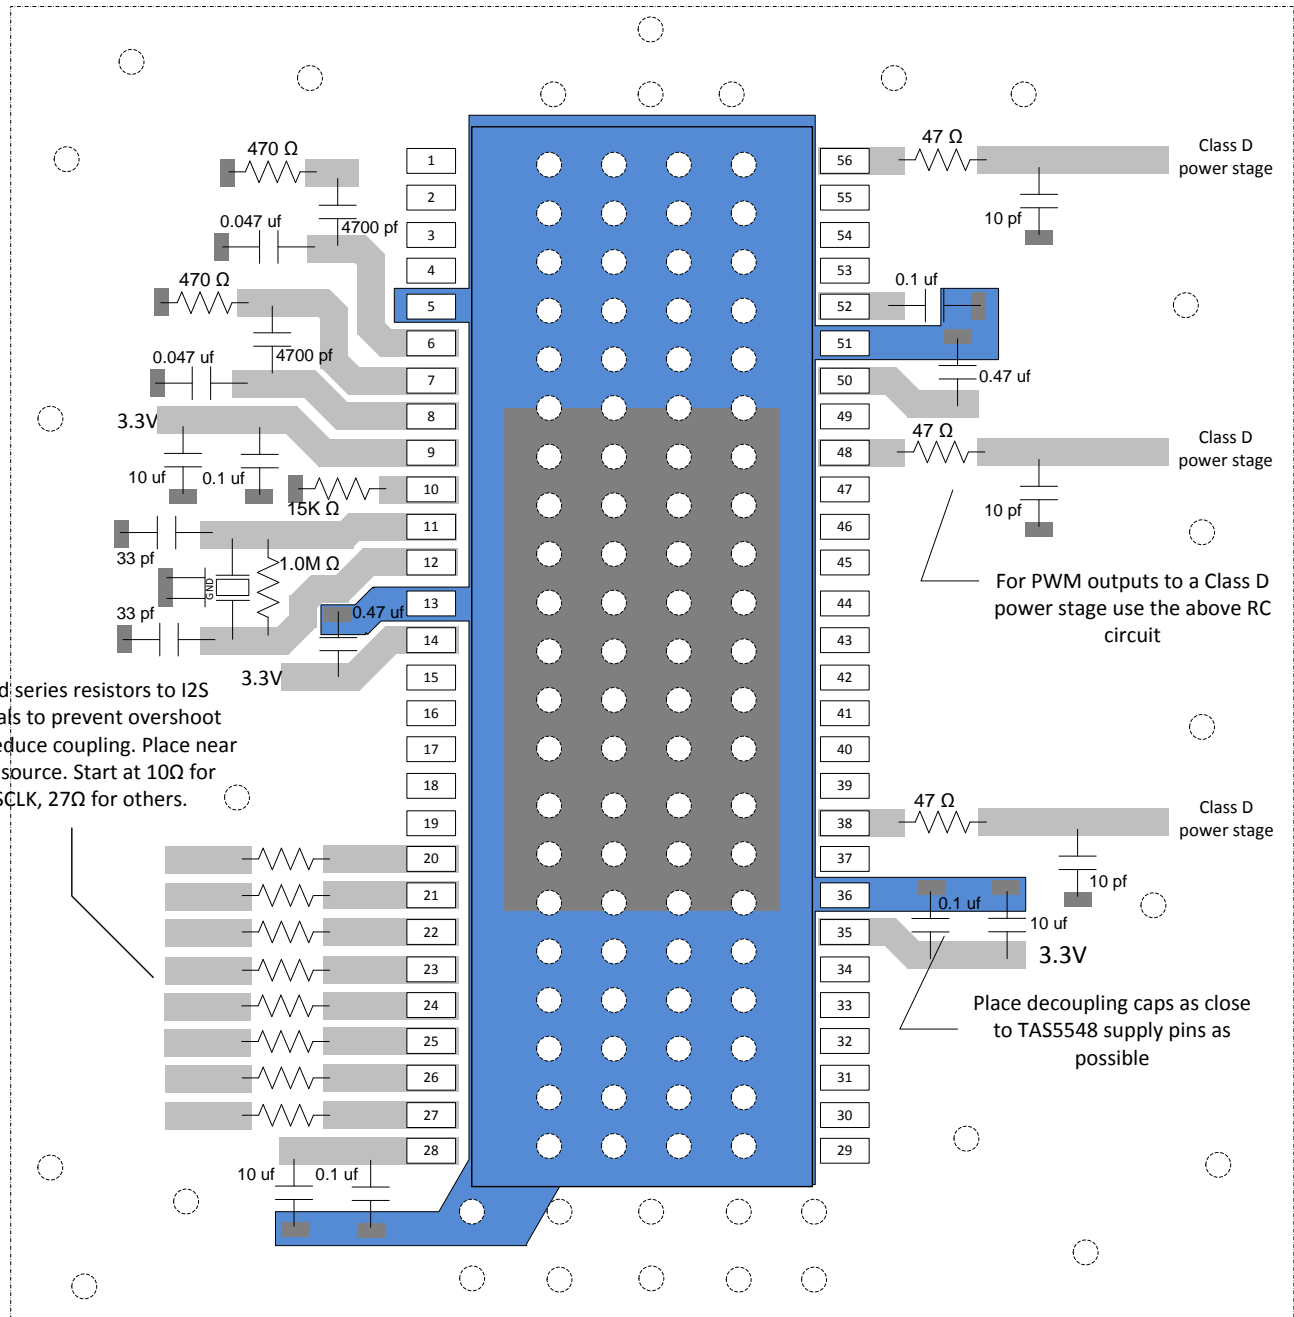 470 Ω
4700 pf
0.047 uf
470 Ω
4700 pf
0.047 uf
3.3V
10 uf
0.1 uf
15K Ω
33 pf
1.0M Ω
GND
33 pf
0.47 uf
3.3V
series resistors to I2S
to prevent overshoot
coupling. Place near
source. Start at 10Ω for
SCLK, 27Ω for others.
10 uf
0.1 uf
1
2
3
4
5
6
7
8
9
10
11
12
13
14
15
16
17
18
19
20
21
22
23
24
25
26
27
28
56
55
54
53
52
51
50
49
48
47
46
45
44
43
42
41
40
39
38
37
36
35
34
33
32
31
30
29
47 Ω
Class D
power stage
10 pf
0.1 uf
0.47 uf
47 Ω
Class D
power stage
10 pf
For PWM outputs to a Class D
power stage use the above RC
circuit
47 Ω
Class D
power stage
10 pf
0.1 uf
10 uf
3.3V
Place decoupling caps as close
to TAS5548 supply pins as
possible